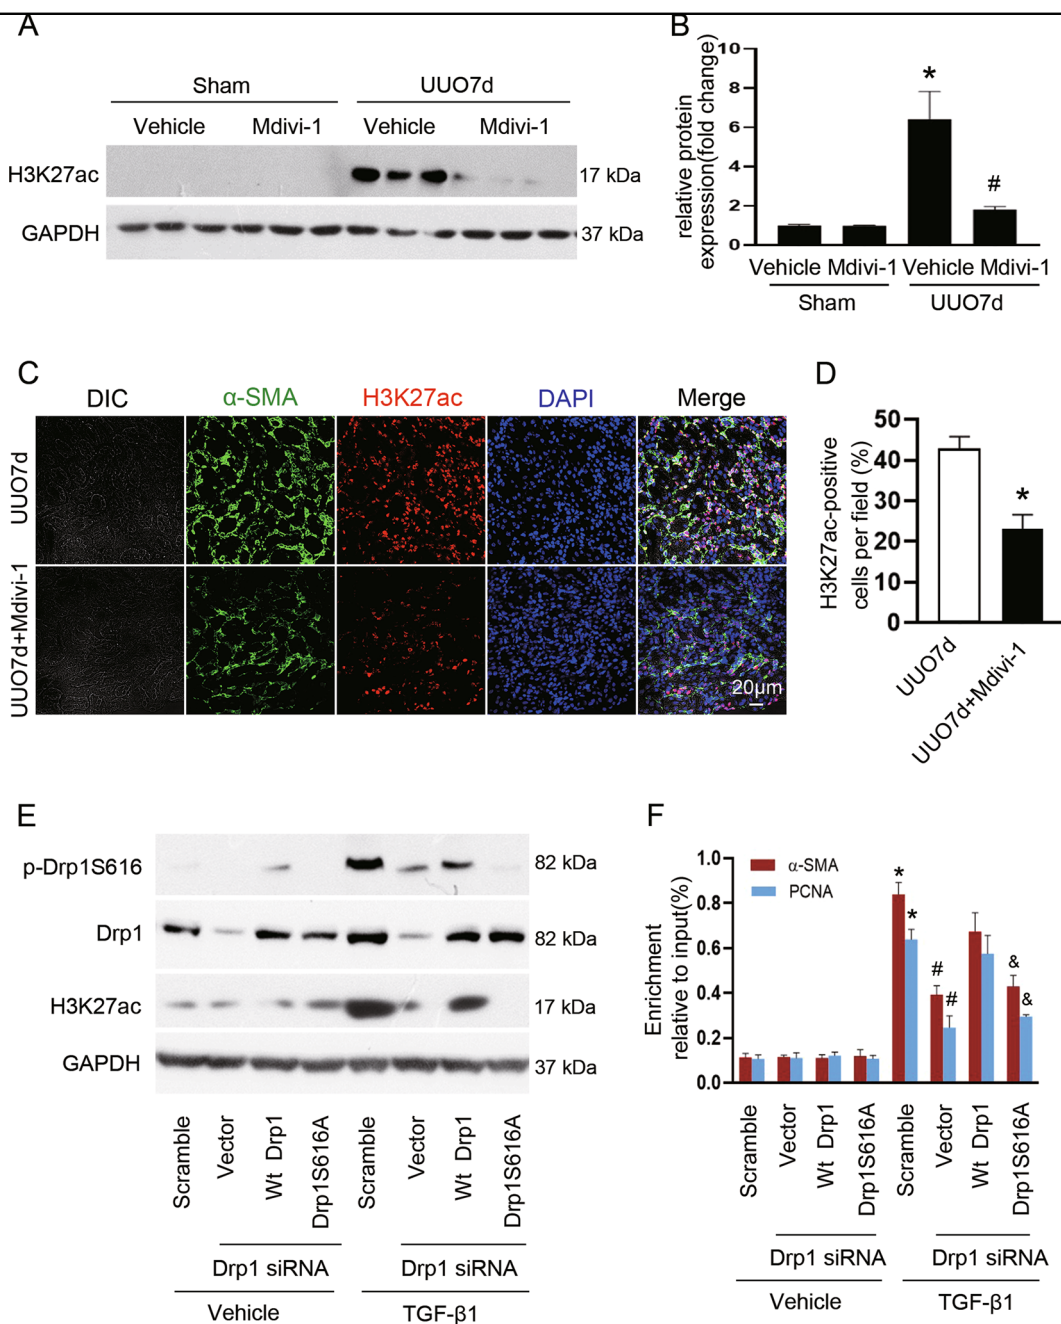 A
Sham
UUO7d
Vehicle
Mdivi-1
Vehicle
Mdivi-1
H3K27ac
17 kDa
GAPDH
37 kDa
B
relative protein
expression(fold change)
10
8
6
4
2
0
*
#
Vehicle Mdivi-1 Vehicle Mdivi-1
Sham
UUO7d
C
DIC
α-SMA
H3K27ac
DAPI
Merge
UUO7d
UUO7d+Mdivi-1
20μm
D
H3K27ac-positive
cells per field (%)
50
40
30
20
10
0
*
UUO7d
UUO7d+Mdivi-1
E
p-Drp1S616
82 kDa
Drp1
82 kDa
H3K27ac
17 kDa
GAPDH
37 kDa
Scramble
Vector
Wt Drp1
Drp1S616A
Scramble
Vector
Wt Drp1
Drp1S616A
Drp1 siRNA
Drp1 siRNA
Vehicle
TGF-β1
F
Enrichment
relative to input(%)
1.0
0.8
0.6
0.4
0.2
0.0
α-SMA
PCNA
*
*
#
#
&
&
Scramble
Vector
Wt Drp1
Drp1S616A
Scramble
Vector
Wt Drp1
Drp1S616A
Drp1 siRNA
Drp1 siRNA
Vehicle
TGF-β1